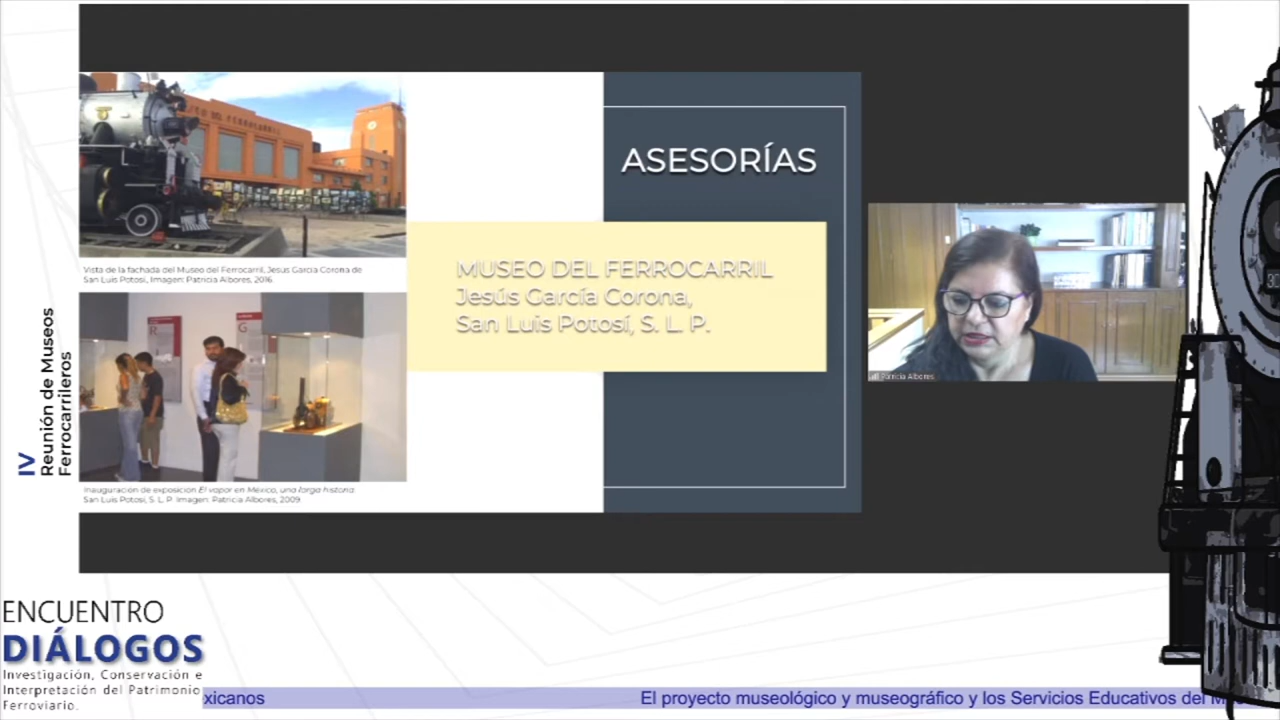 ASESORÍAS
MUSEO DEL FERROCARRIL
Jesús García Corona,
San Luis Potosí, S. L. P.
Vista de la fachada del Museo del Ferrocarril, Jesús García Corona de
San Luis Potosí, Imagen: Patricia Albores, 2016
R
G
Inauguración de exposición El vapor en México, una larga historia
San Luis Potosí, S. L. P. Imagen: Patricia Albores, 2009
Patricia Albores
IV
Reunión de Museos
Ferrocarrileros
ENCUENTRO
DIÁLOGOS
Investigación, Conservación e
Interpretación del Patrimonio
Ferroviario.
xicanos El proyecto museológico y museográfico y los Servicios Educativos del